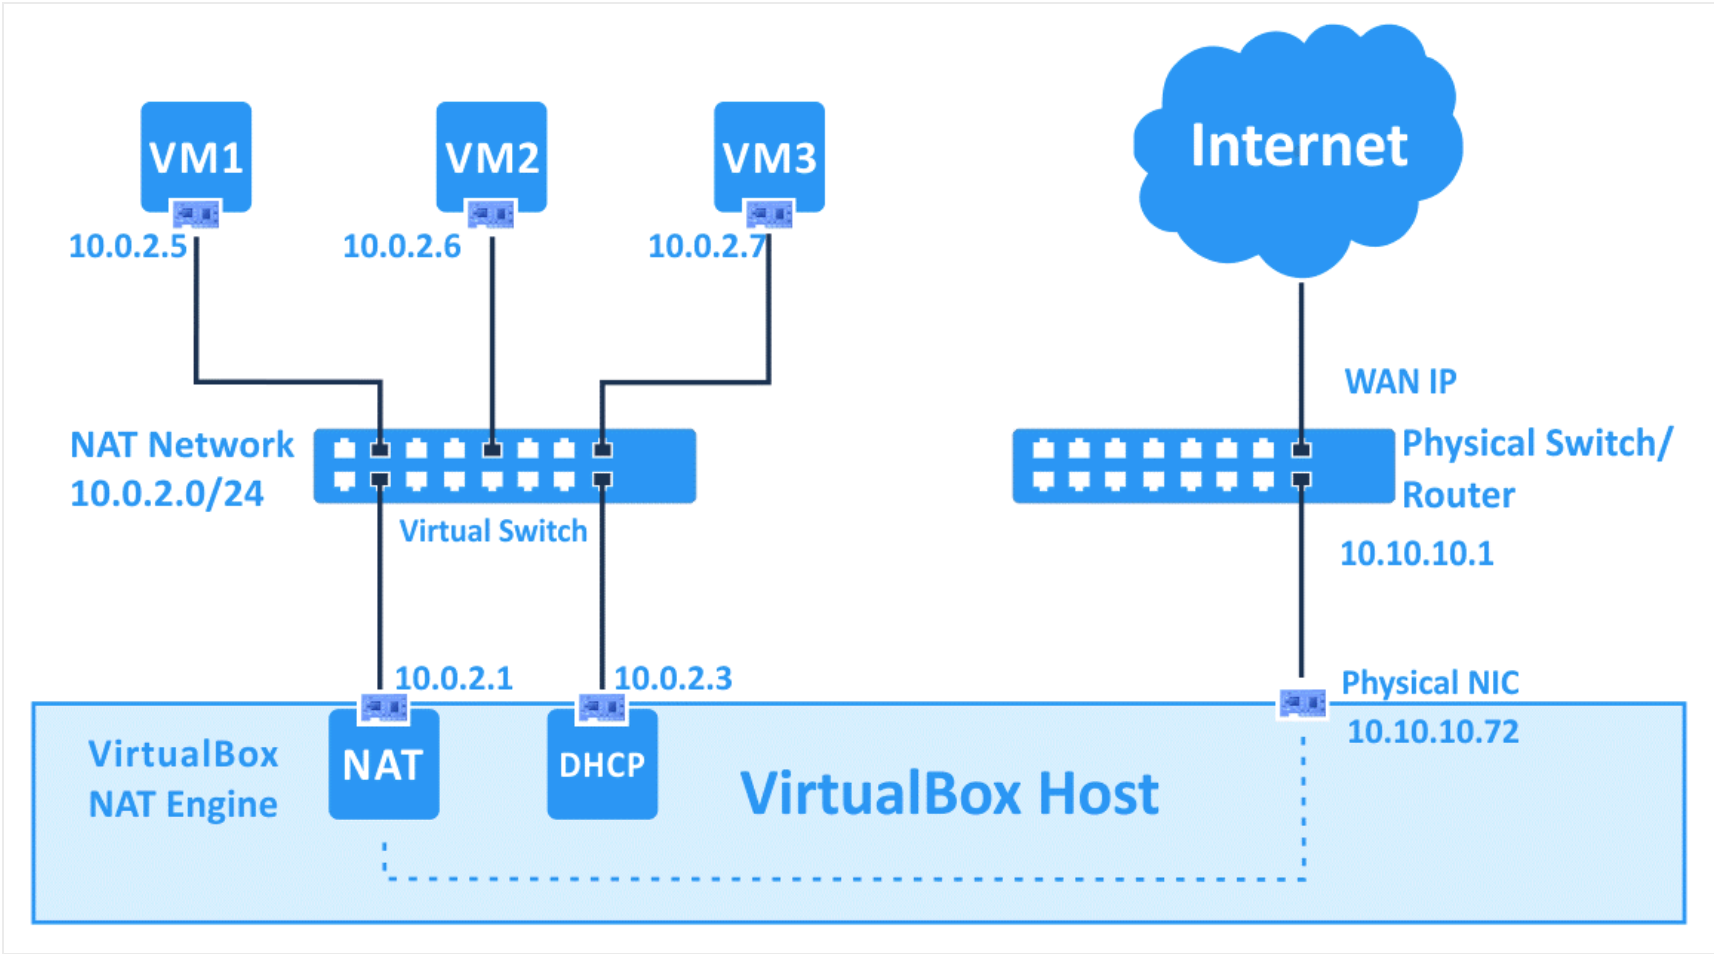 VM1
VM2
VM3
Internet
10.0.2.5
10.0.2.6
10.0.2.7
WAN IP
NAT Network
10.0.2.0/24
Virtual Switch
Physical Switch/
Router
10.10.10.1
10.0.2.1
10.0.2.3
Physical NIC
10.10.10.72
VirtualBox
NAT Engine
NAT
DHCP
VirtualBox Host